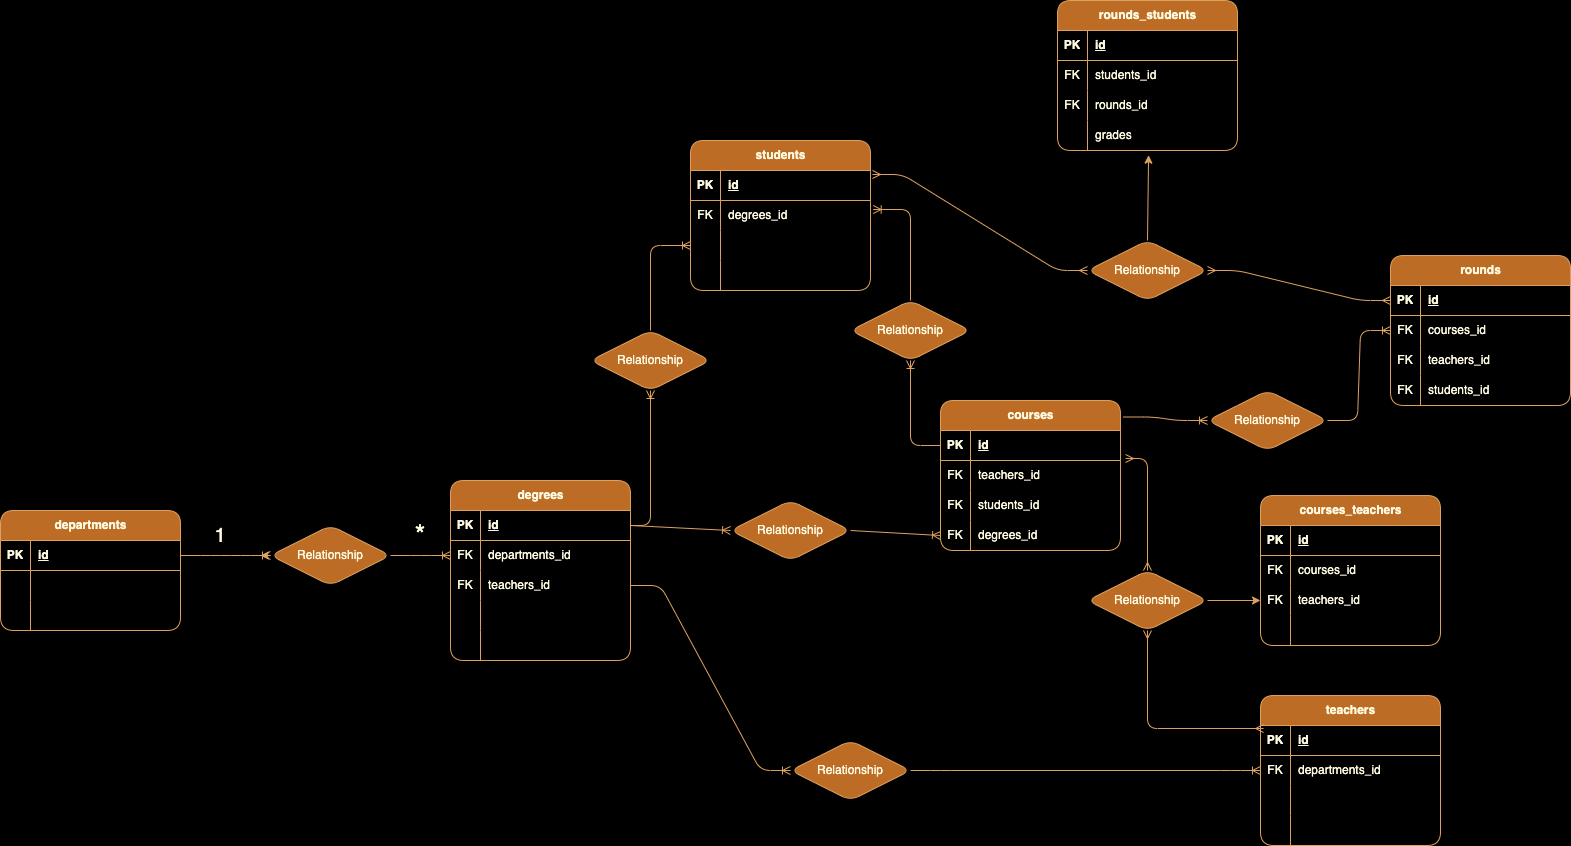 rounds_students
PK id
FK students_id
FK rounds_id
grades
students
PK id
FK degrees_id
Relationship
rounds
PK id
FK courses_id
FK teachers_id
FK students_id
Relationship
Relationship
Relationship
courses
PK id
FK teachers_id
FK students_id
FK degrees_id
degrees
PK id
FK departments_id
FK teachers_id
departments
PK id
1
Relationship
*
Relationship
courses_teachers
PK id
FK courses_id
FK teachers_id
Relationship
teachers
PK id
FK departments_id
Relationship